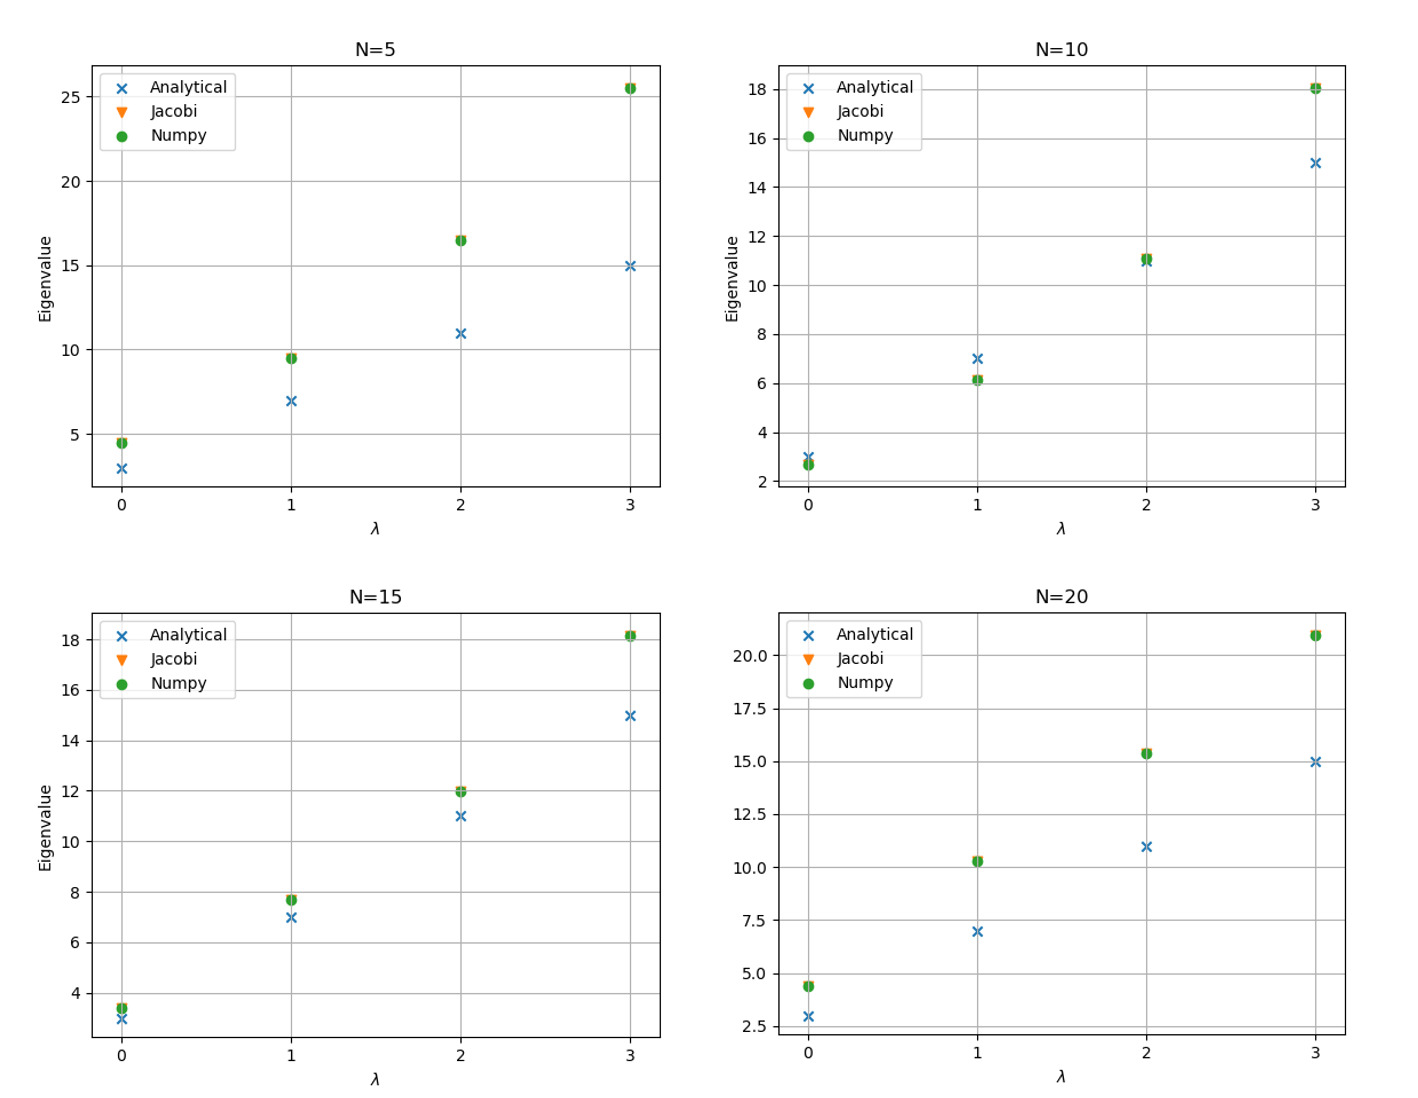 N=5
Analytical
Jacobi
Numpy
25
20
15
10
5
Eigenvalue
0 1 2 3
λ
N=10
Analytical
Jacobi
Numpy
18
16
14
12
10
8
6
4
2
Eigenvalue
0 1 2 3
λ
N=15
Analytical
Jacobi
Numpy
18
16
14
12
10
8
6
4
Eigenvalue
0 1 2 3
λ
N=20
Analytical
Jacobi
Numpy
20.0
17.5
15.0
12.5
10.0
7.5
5.0
2.5
0 1 2 3
λ